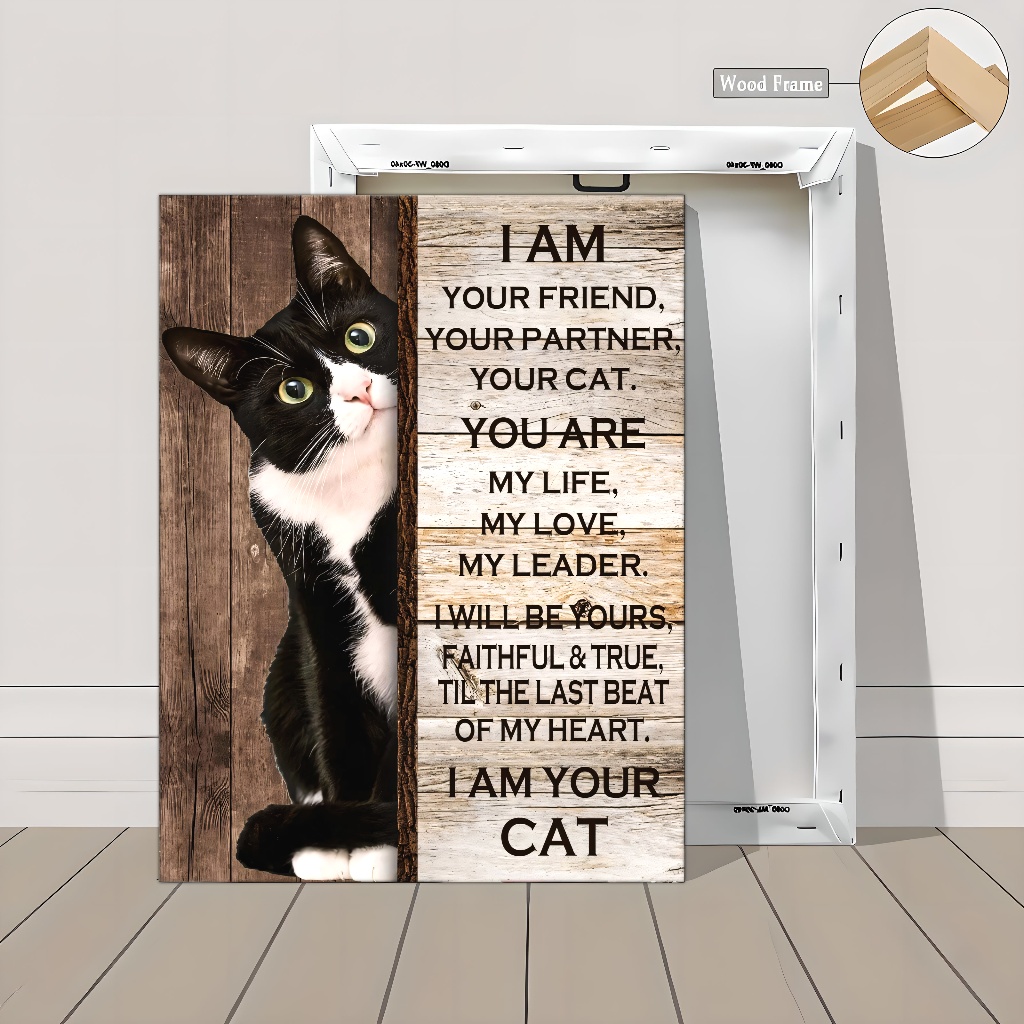 Wood Frame
I AM
YOUR FRIEND,
YOUR PARTNER,
YOUR CAT.
YOU ARE
MY LIFE,
MY LOVE,
MY LEADER.
I WILL BE YOURS,
FAITHFUL & TRUE,
TIL THE LAST BEAT
OF MY HEART.
I AM YOUR
CAT